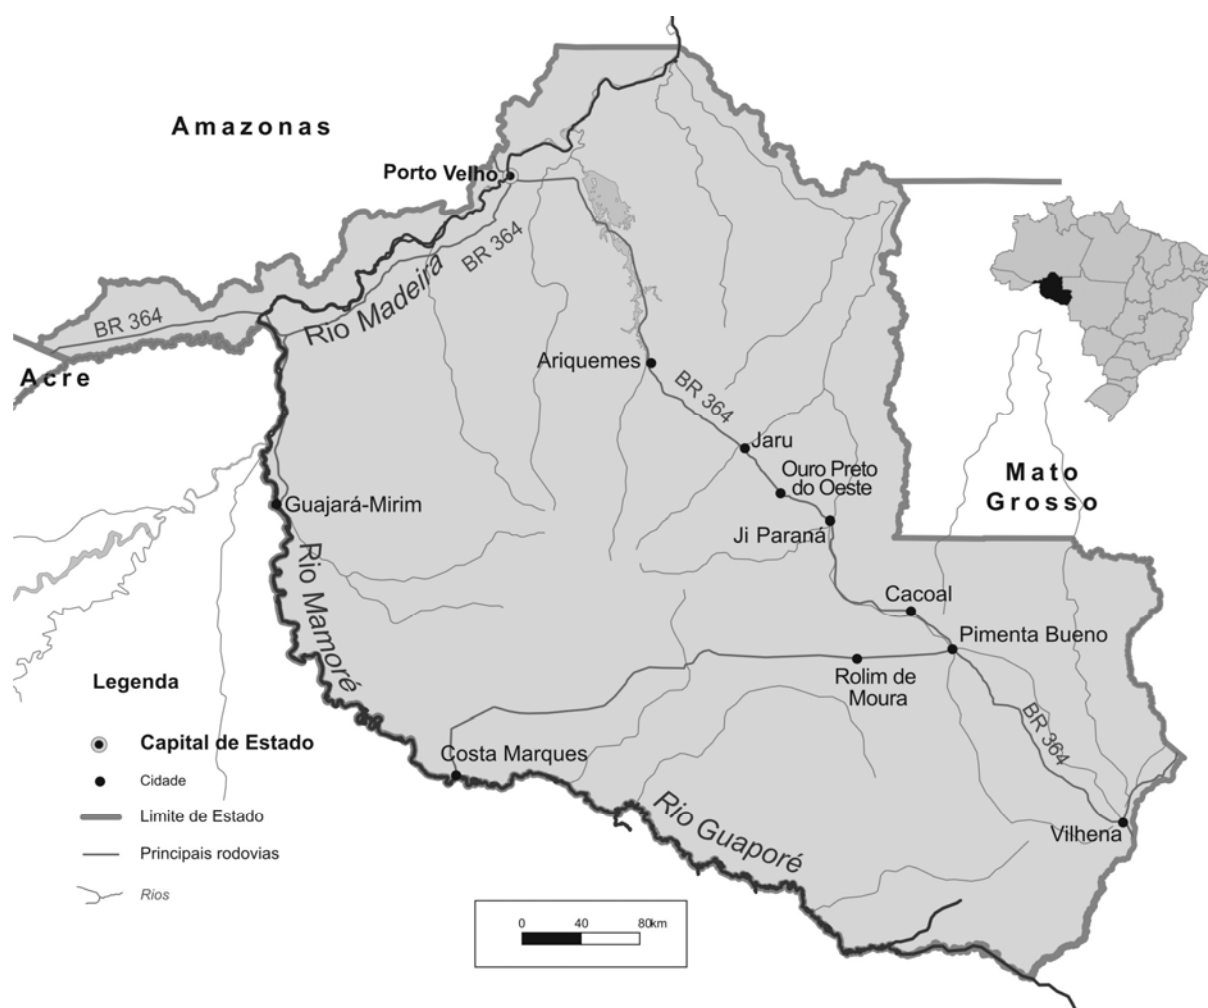 Amazonas
Porto Velho
BR 364
Rio Madeira
BR 364
Acre
Ariquemes
BR 364
Jaru
Ouro Preto
do Oeste
Mato
Grosso
Guajará-Mirim
Ji Paraná
Rio Mamoré
Cacoal
Pimenta Bueno
Rolim de
Moura
BR 364
Costa Marques
Rio Guaporé
Vilhena
Legenda
Capital de Estado
Cidade
Limite de Estado
Principais rodovias
Rios
0 40 80km